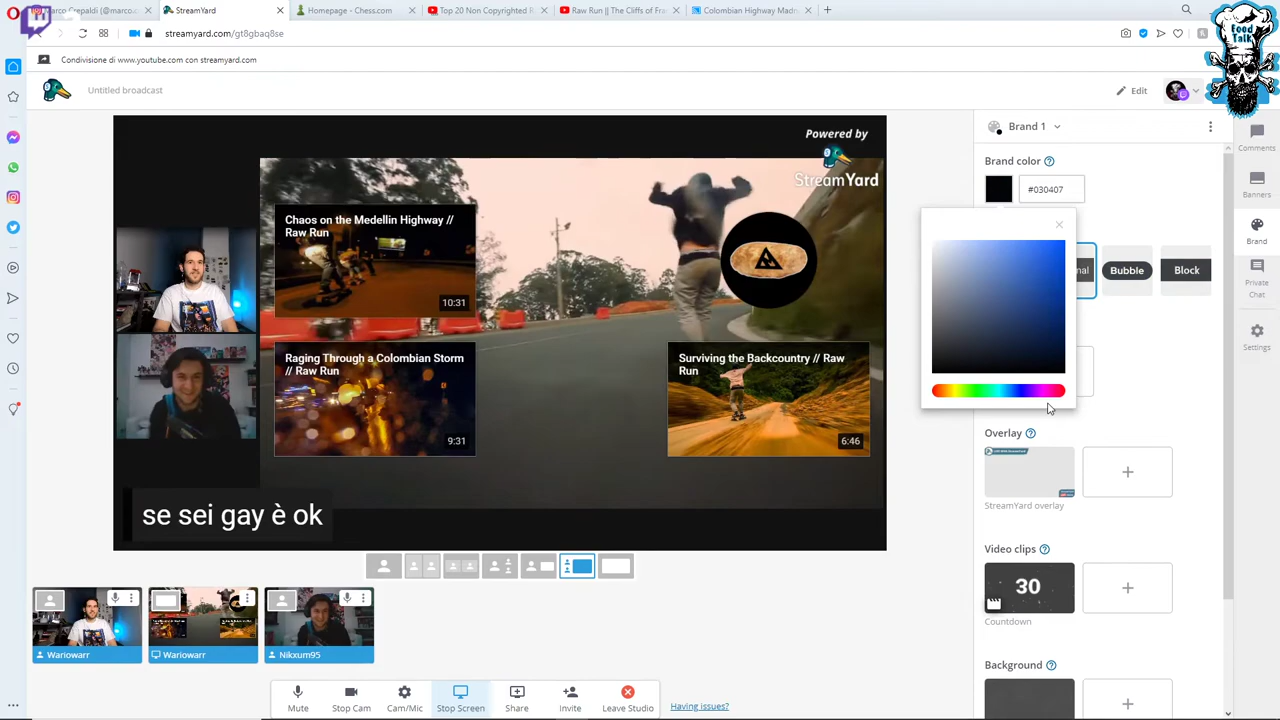 Marco Crepaldi (@marco.c
StreamYard
Homepage - Chess.com
Top 20 Non Copyrighted R
Raw Run || The Cliffs of Fra
Colombian Highway Madn
streamyard.com/gt8gbaq8se
Condivisione di www.youtube.com con streamyard.com
Food
Talk
Untitled broadcast
Edit
Powered by
StreamYard
Chaos on the Medellin Highway //
Raw Run
10:31
Raging Through a Colombian Storm
// Raw Run
9:31
Surviving the Backcountry // Raw
Run
6:46
se sei gay è ok
Wariowarr
Wariowarr
Nikxum95
Mute
Stop Cam
Cam/Mic
Stop Screen
Share
Invite
Leave Studio
Having issues?
Brand 1
Brand color
#030407
nal
Bubble
Block
Overlay
StreamYard overlay
Video clips
30
Countdown
Background
Comments
Banners
Brand
Private
Chat
Settings